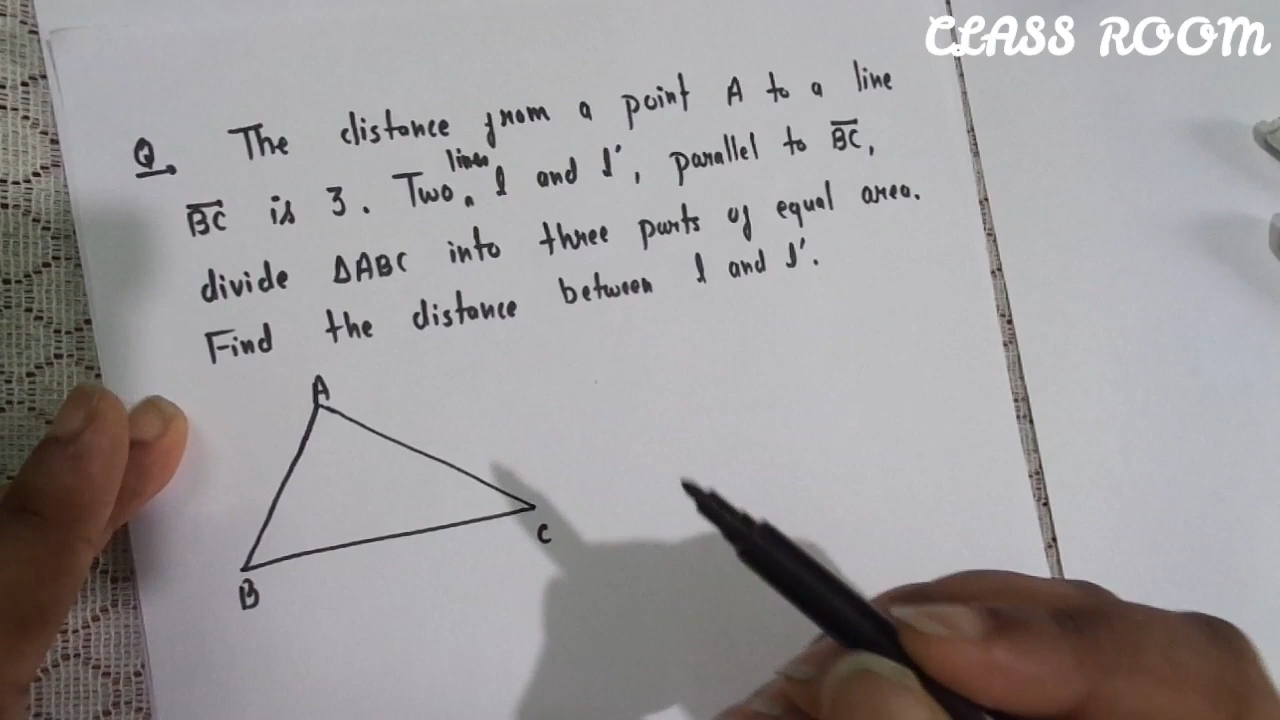 CLASS ROOM
Q. The distance from a point A to a line
BC is 3. Two lines l and l', parallel to BC,
divide ΔABC into three parts of equal area.
Find the distance between l and l'.
A
B
C